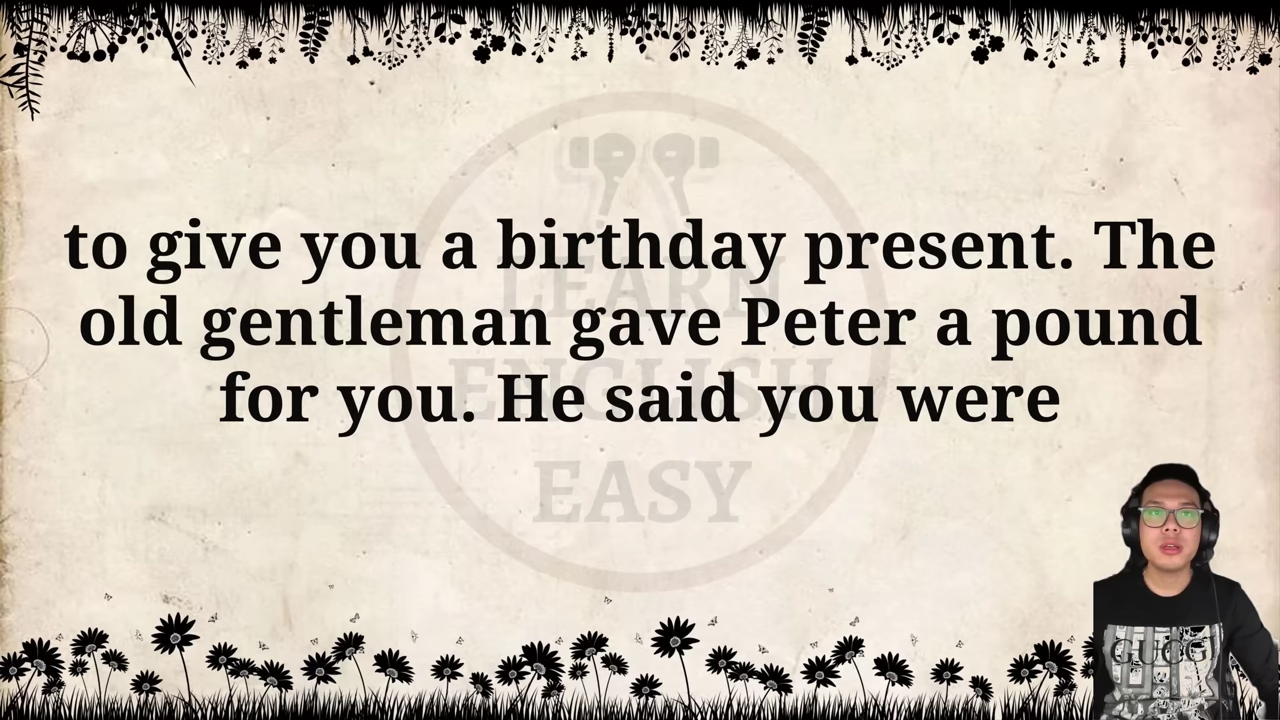 to give you a birthday present. The
old gentleman gave Peter a pound
for you. He said you were
LEARN
ENGLISH
EASY
GUCCI